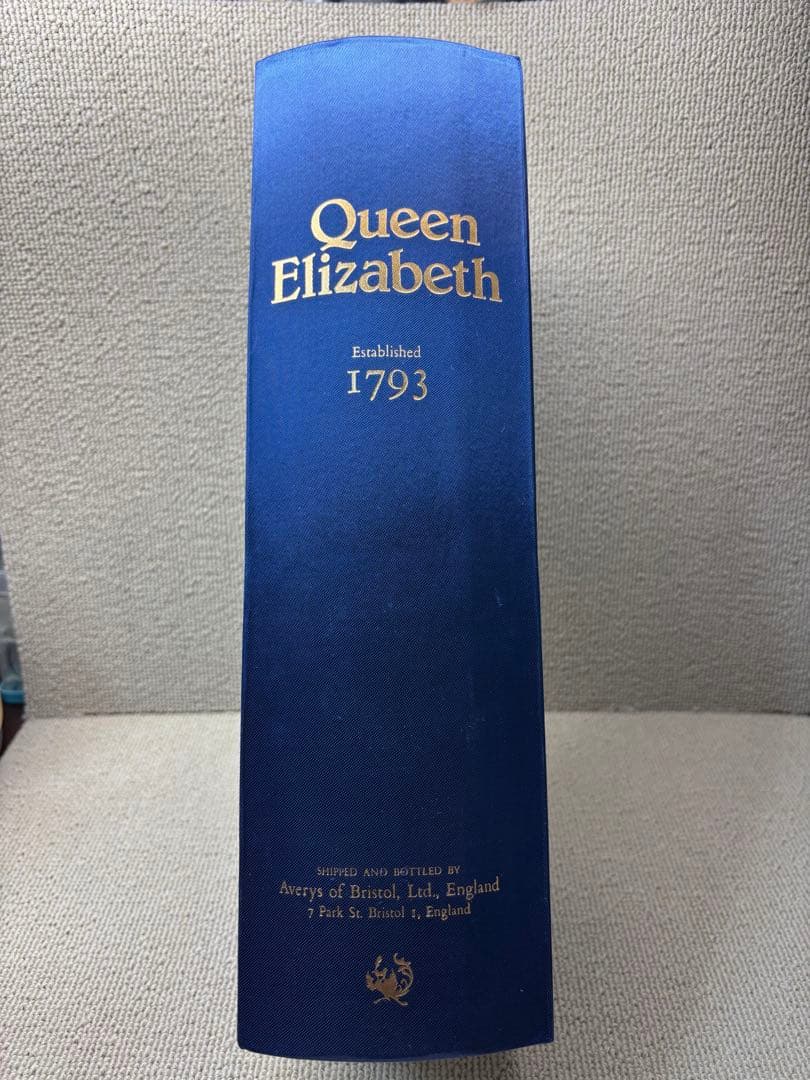 Queen
Elizabeth
Established
1793
SHIPPED AND BOTTLED BY
Averys of Bristol, Ltd., England
7 Park St. Bristol 1, England